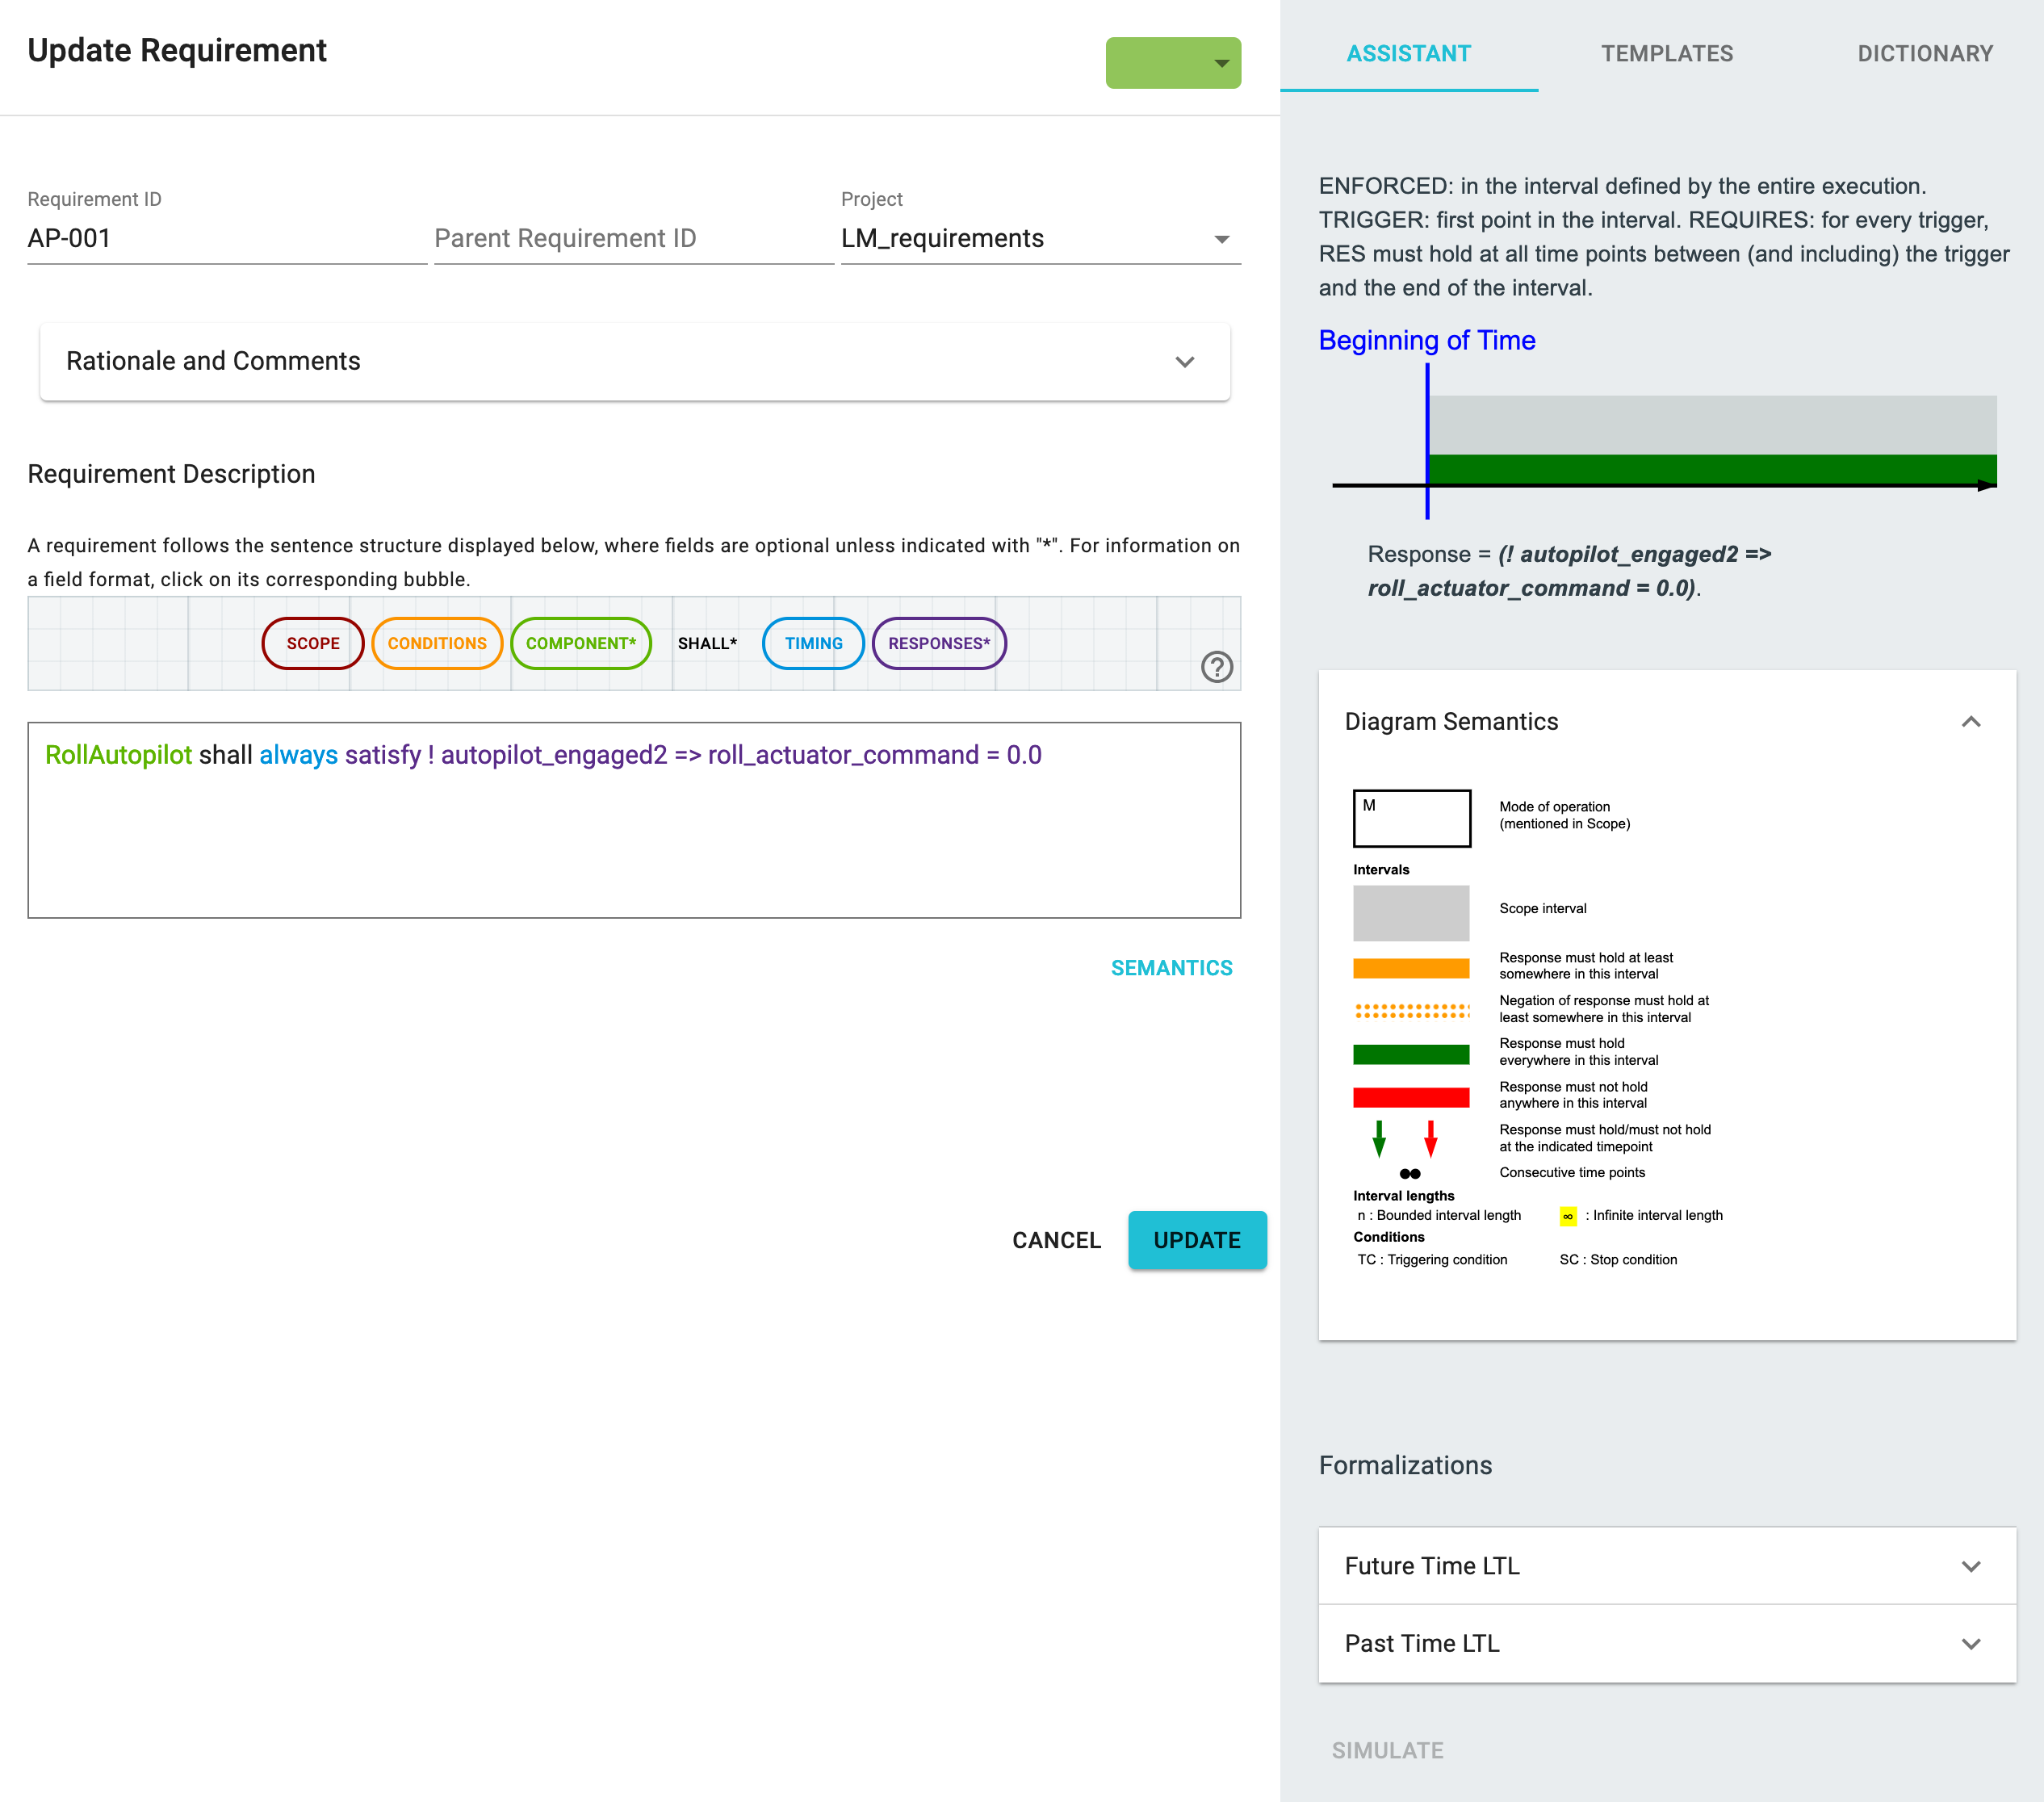 Update Requirement
ASSISTANT
TEMPLATES
DICTIONARY
Requirement ID
AP-001
Parent Requirement ID
Project
LM_requirements
Rationale and Comments
Requirement Description
A requirement follows the sentence structure displayed below, where fields are optional unless indicated with "*". For information on
a field format, click on its corresponding bubble.
SCOPE
CONDITIONS
COMPONENT*
SHALL*
TIMING
RESPONSES*
?
RollAutopilot shall always satisfy ! autopilot_engaged2 => roll_actuator_command = 0.0
SEMANTICS
CANCEL
UPDATE
ENFORCED: in the interval defined by the entire execution.
TRIGGER: first point in the interval. REQUIRES: for every trigger,
RES must hold at all time points between (and including) the trigger
and the end of the interval.
Beginning of Time
Response = (! autopilot_engaged2 =>
roll_actuator_command = 0.0).
Diagram Semantics
M
Mode of operation
(mentioned in Scope)
Intervals
Scope interval
Response must hold at least
somewhere in this interval
Negation of response must hold at
least somewhere in this interval
Response must hold
everywhere in this interval
Response must not hold
anywhere in this interval
Response must hold/must not hold
at the indicated timepoint
Consecutive time points
Interval lengths
n : Bounded interval length
∞ : Infinite interval length
Conditions
TC : Triggering condition
SC : Stop condition
Formalizations
Future Time LTL
Past Time LTL
SIMULATE